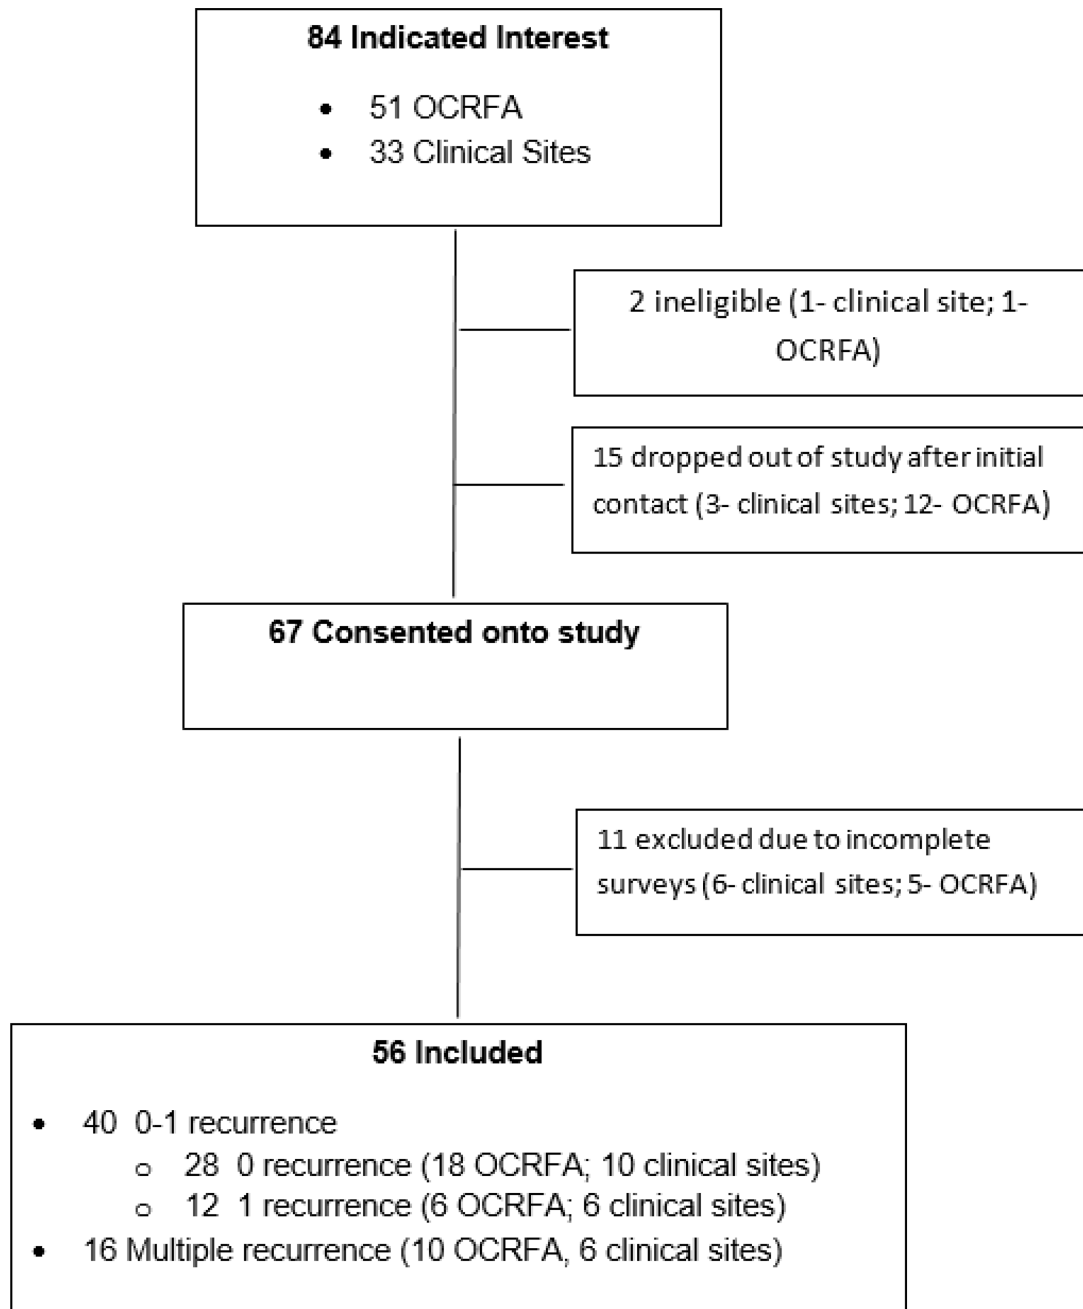 84 Indicated Interest
• 51 OCRFA
• 33 Clinical Sites
2 ineligible (1- clinical site; 1-
OCRFA)
15 dropped out of study after initial
contact (3- clinical sites; 12- OCRFA)
67 Consented onto study
11 excluded due to incomplete
surveys (6- clinical sites; 5- OCRFA)
56 Included
• 40 0-1 recurrence
o 28 0 recurrence (18 OCRFA; 10 clinical sites)
o 12 1 recurrence (6 OCRFA; 6 clinical sites)
• 16 Multiple recurrence (10 OCRFA, 6 clinical sites)